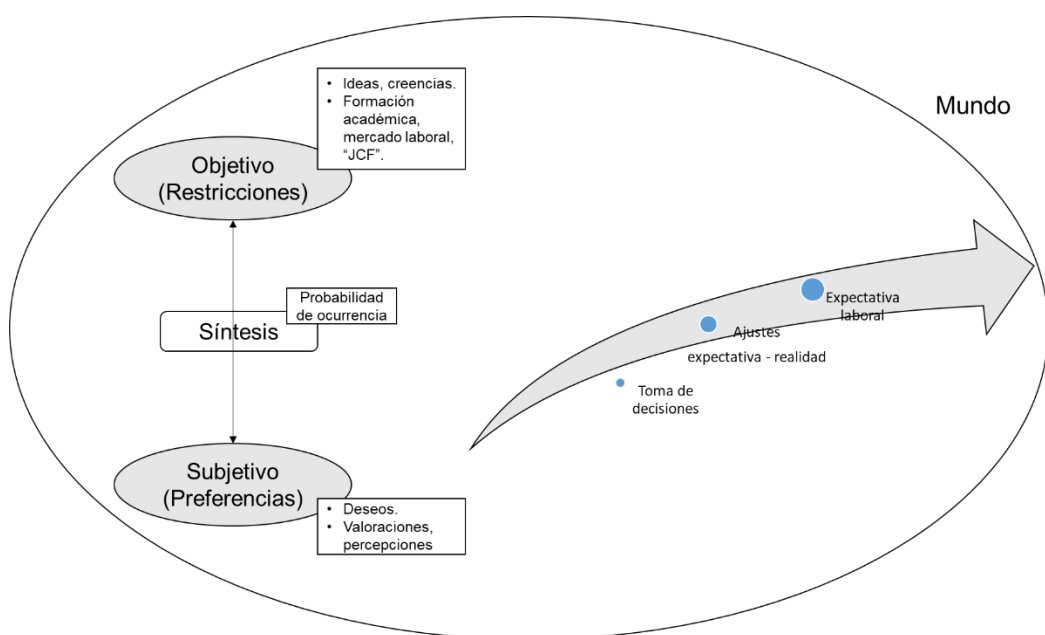 • Ideas, creencias.
• Formación
académica,
mercado laboral,
“JCF”.
Mundo
Objetivo
(Restricciones)
Probabilidad
de ocurrencia
Síntesis
Expectativa
laboral
Ajustes
expectativa - realidad
Toma de
decisiones
Subjetivo
(Preferencias)
• Deseos.
• Valoraciones,
percepciones